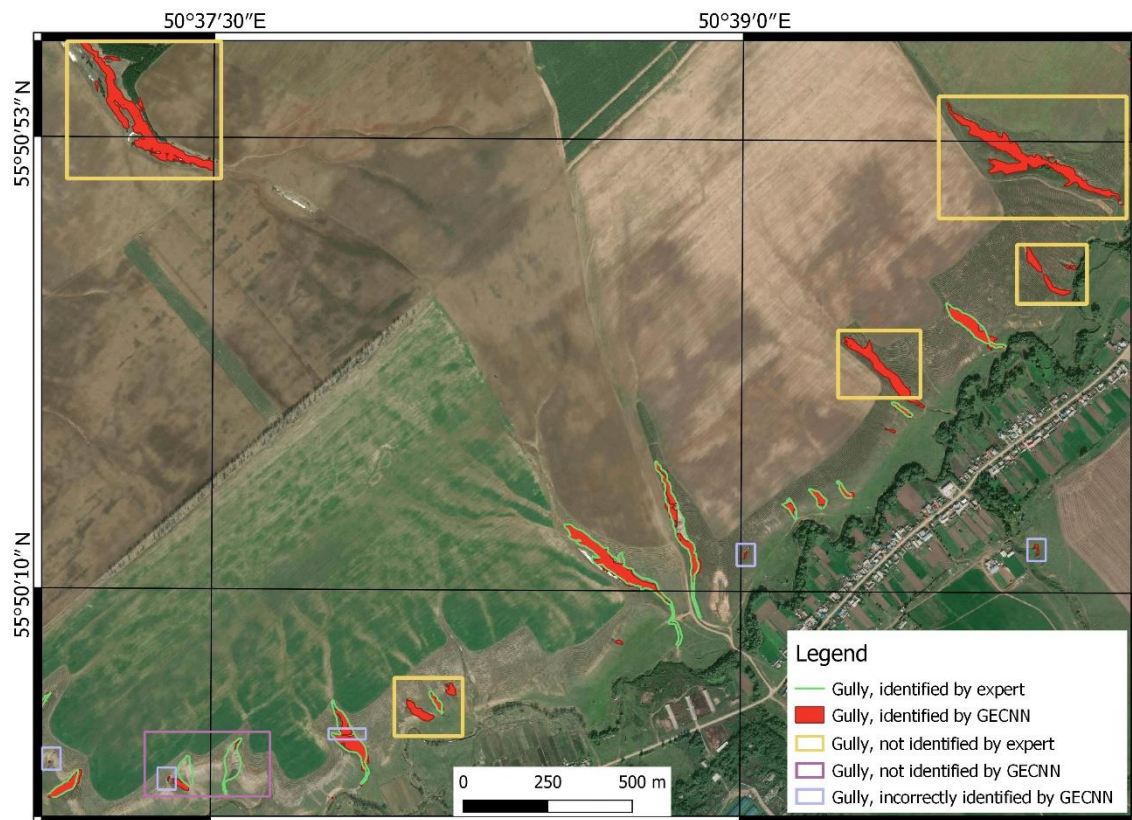 50°37′30″E
50°39′0″E
55°50′53″N
55°50′10″N
Legend
Gully, identified by expert
Gully, identified by GECNN
Gully, not identified by expert
Gully, not identified by GECNN
Gully, incorrectly identified by GECNN
0 250 500 m